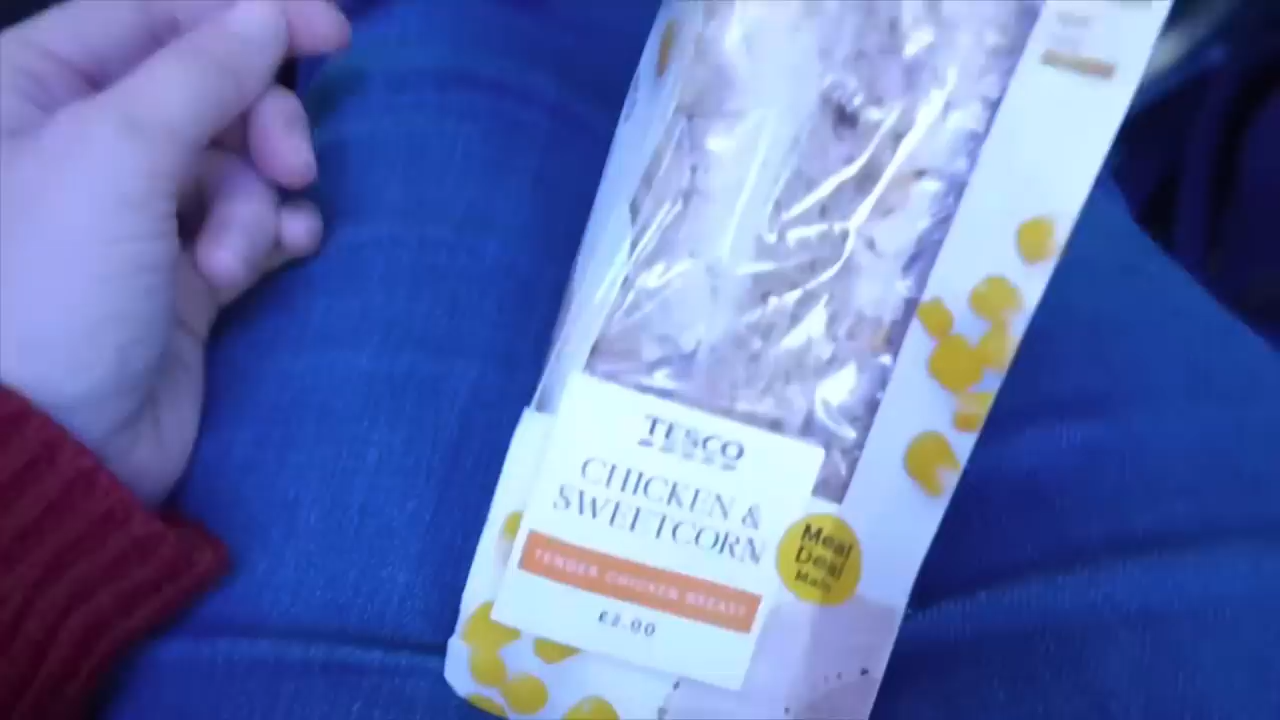 TESCO
CHICKEN &
SWEETCORN
TENDER CHICKEN BREAST
£2.00
Meal
Deal
Main